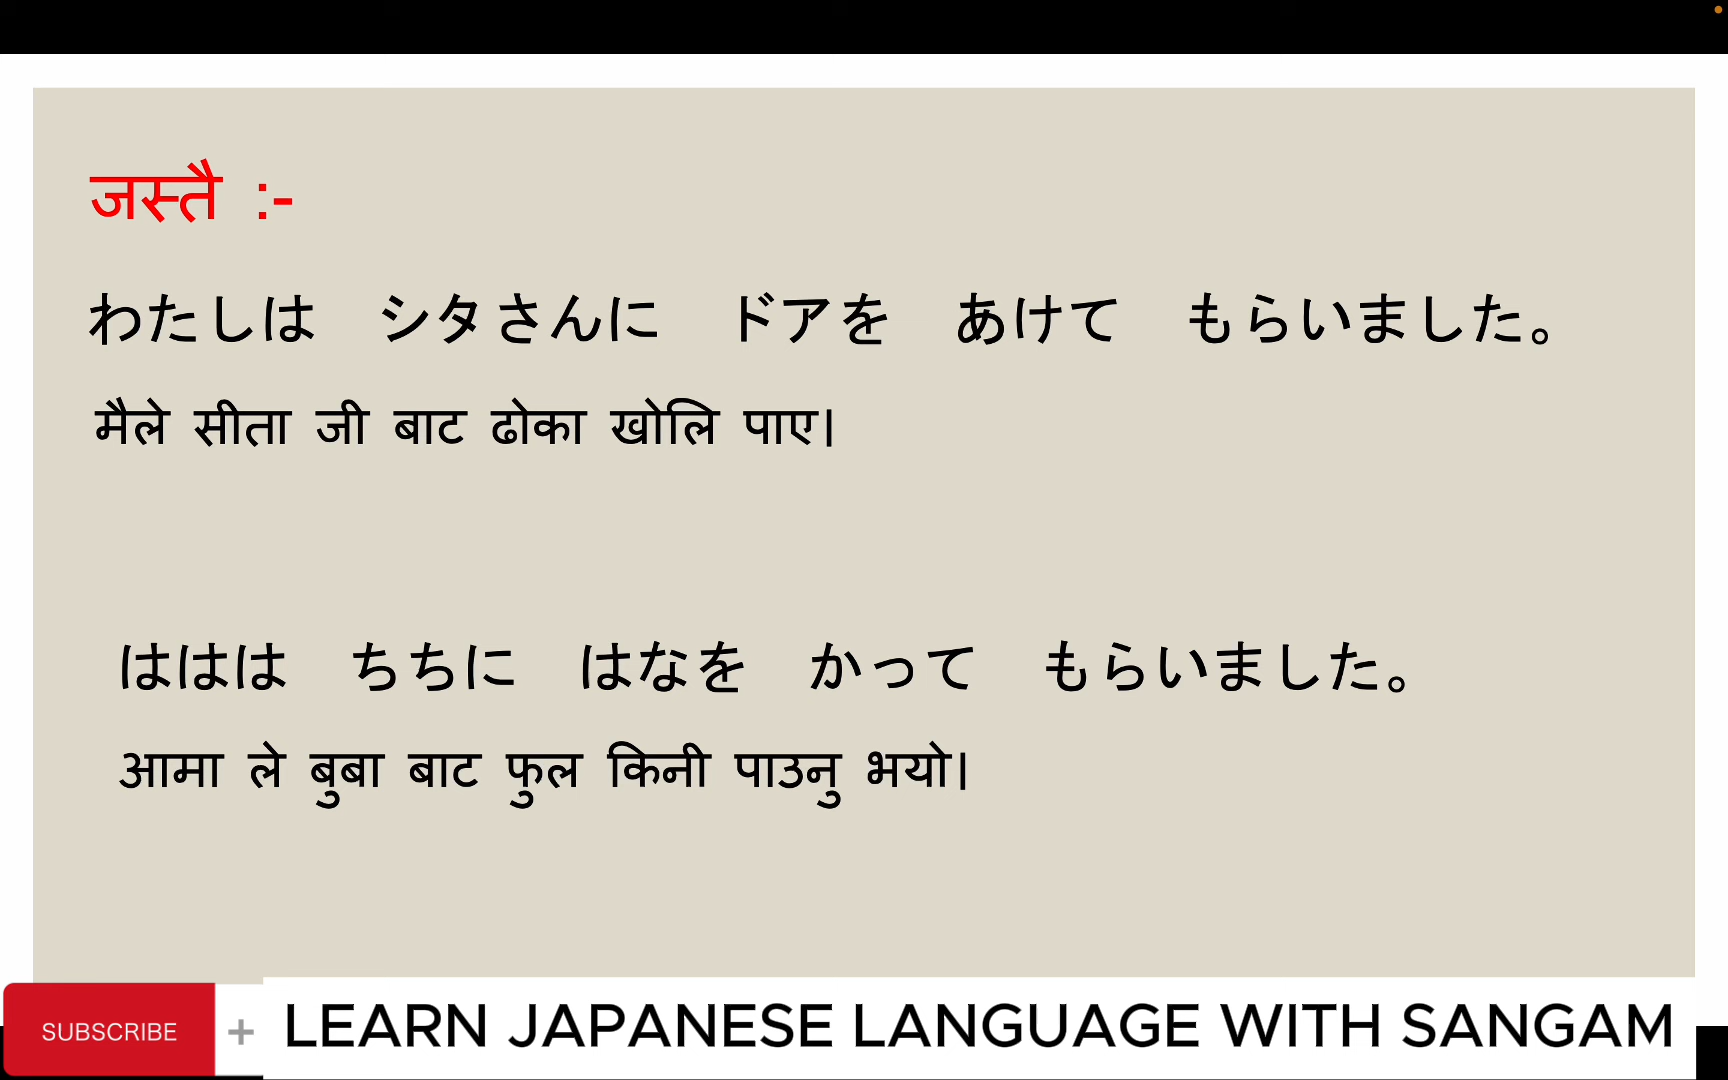 जस्तै :-
わたしは　シタさんに　ドアを　あけて　もらいました。
मैले सीता जी बाट ढोका खोलि पाए।
ははは　ちちに　はなを　かって　もらいました。
आमा ले बुबा बाट फुल किनी पाउनु भयो।
SUBSCRIBE + LEARN JAPANESE LANGUAGE WITH SANGAM